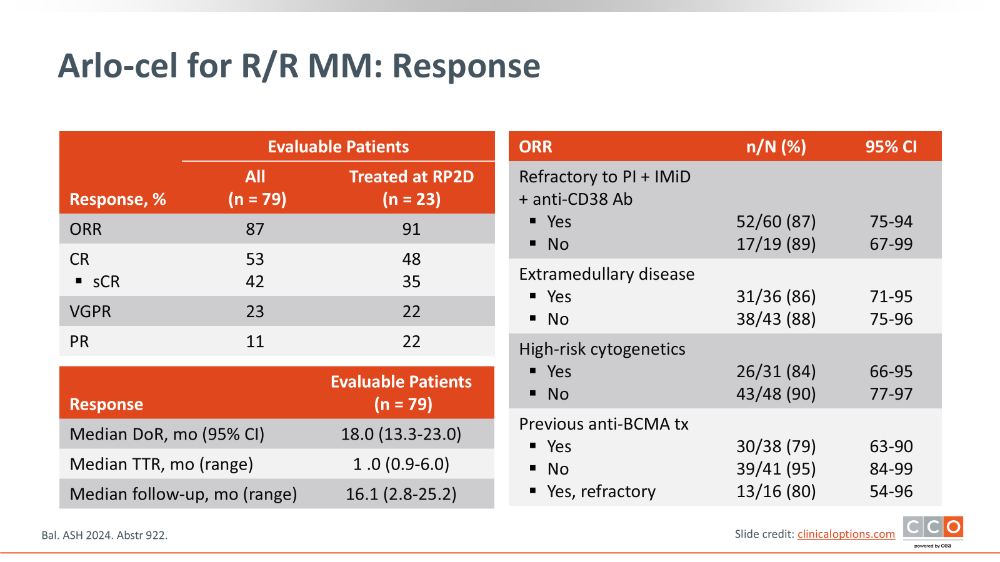 Arlo-cel for R/R MM: Response
Evaluable Patients
Response, % All (n = 79) Treated at RP2D (n = 23)
ORR 87 91
CR 53 48
▪ sCR 42 35
VGPR 23 22
PR 11 22
Response Evaluable Patients (n = 79)
Median DoR, mo (95% CI) 18.0 (13.3-23.0)
Median TTR, mo (range) 1 .0 (0.9-6.0)
Median follow-up, mo (range) 16.1 (2.8-25.2)
ORR n/N (%) 95% CI
Refractory to PI + IMiD
+ anti-CD38 Ab
▪ Yes 52/60 (87) 75-94
▪ No 17/19 (89) 67-99
Extramedullary disease
▪ Yes 31/36 (86) 71-95
▪ No 38/43 (88) 75-96
High-risk cytogenetics
▪ Yes 26/31 (84) 66-95
▪ No 43/48 (90) 77-97
Previous anti-BCMA tx
▪ Yes 30/38 (79) 63-90
▪ No 39/41 (95) 84-99
▪ Yes, refractory 13/16 (80) 54-96
Bal. ASH 2024. Abstr 922.
Slide credit: clinicaloptions.com
CCO
powered by cea